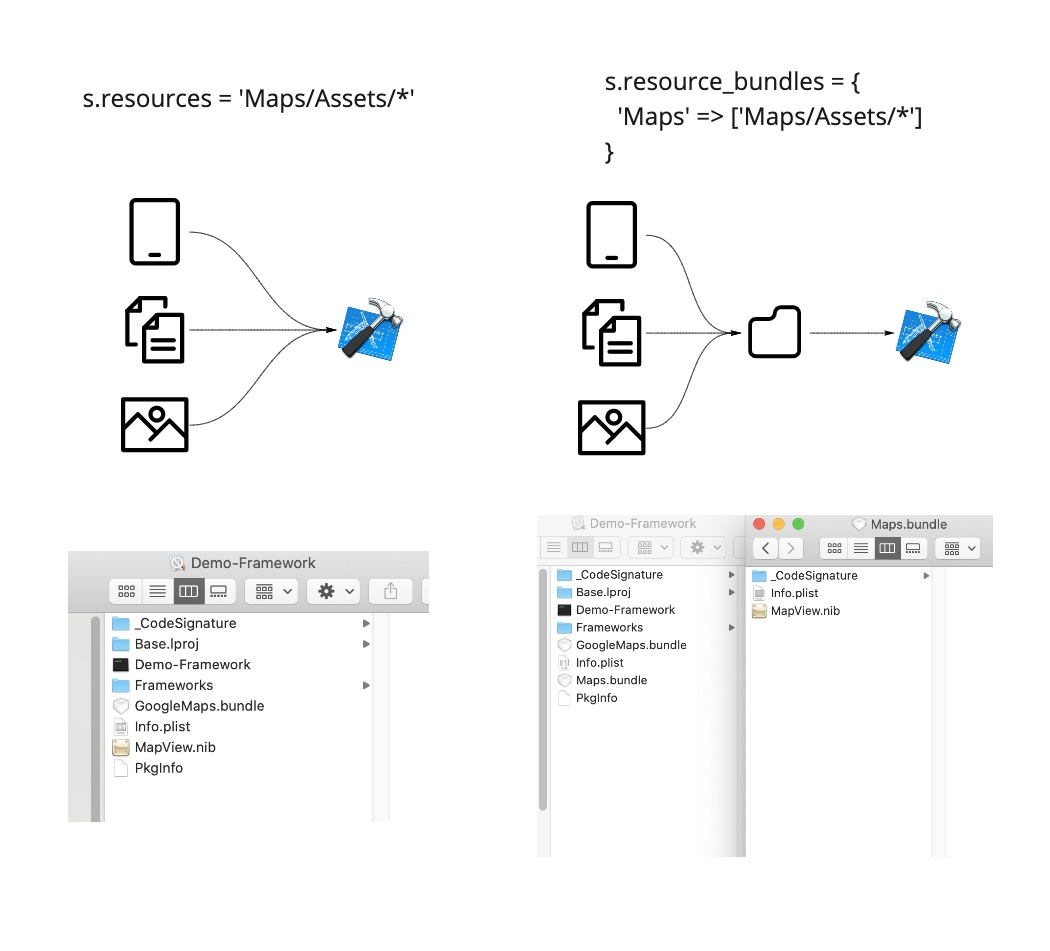 s.resources = 'Maps/Assets/*'
s.resource_bundles = {
'Maps' => ['Maps/Assets/*']
}
Demo-Framework
_CodeSignature
Base.lproj
Demo-Framework
Frameworks
GoogleMaps.bundle
Info.plist
MapView.nib
PkgInfo
Demo-Framework
_CodeSignature
Base.lproj
Demo-Framework
Frameworks
GoogleMaps.bundle
Info.plist
Maps.bundle
PkgInfo
Maps.bundle
_CodeSignature
Info.plist
MapView.nib